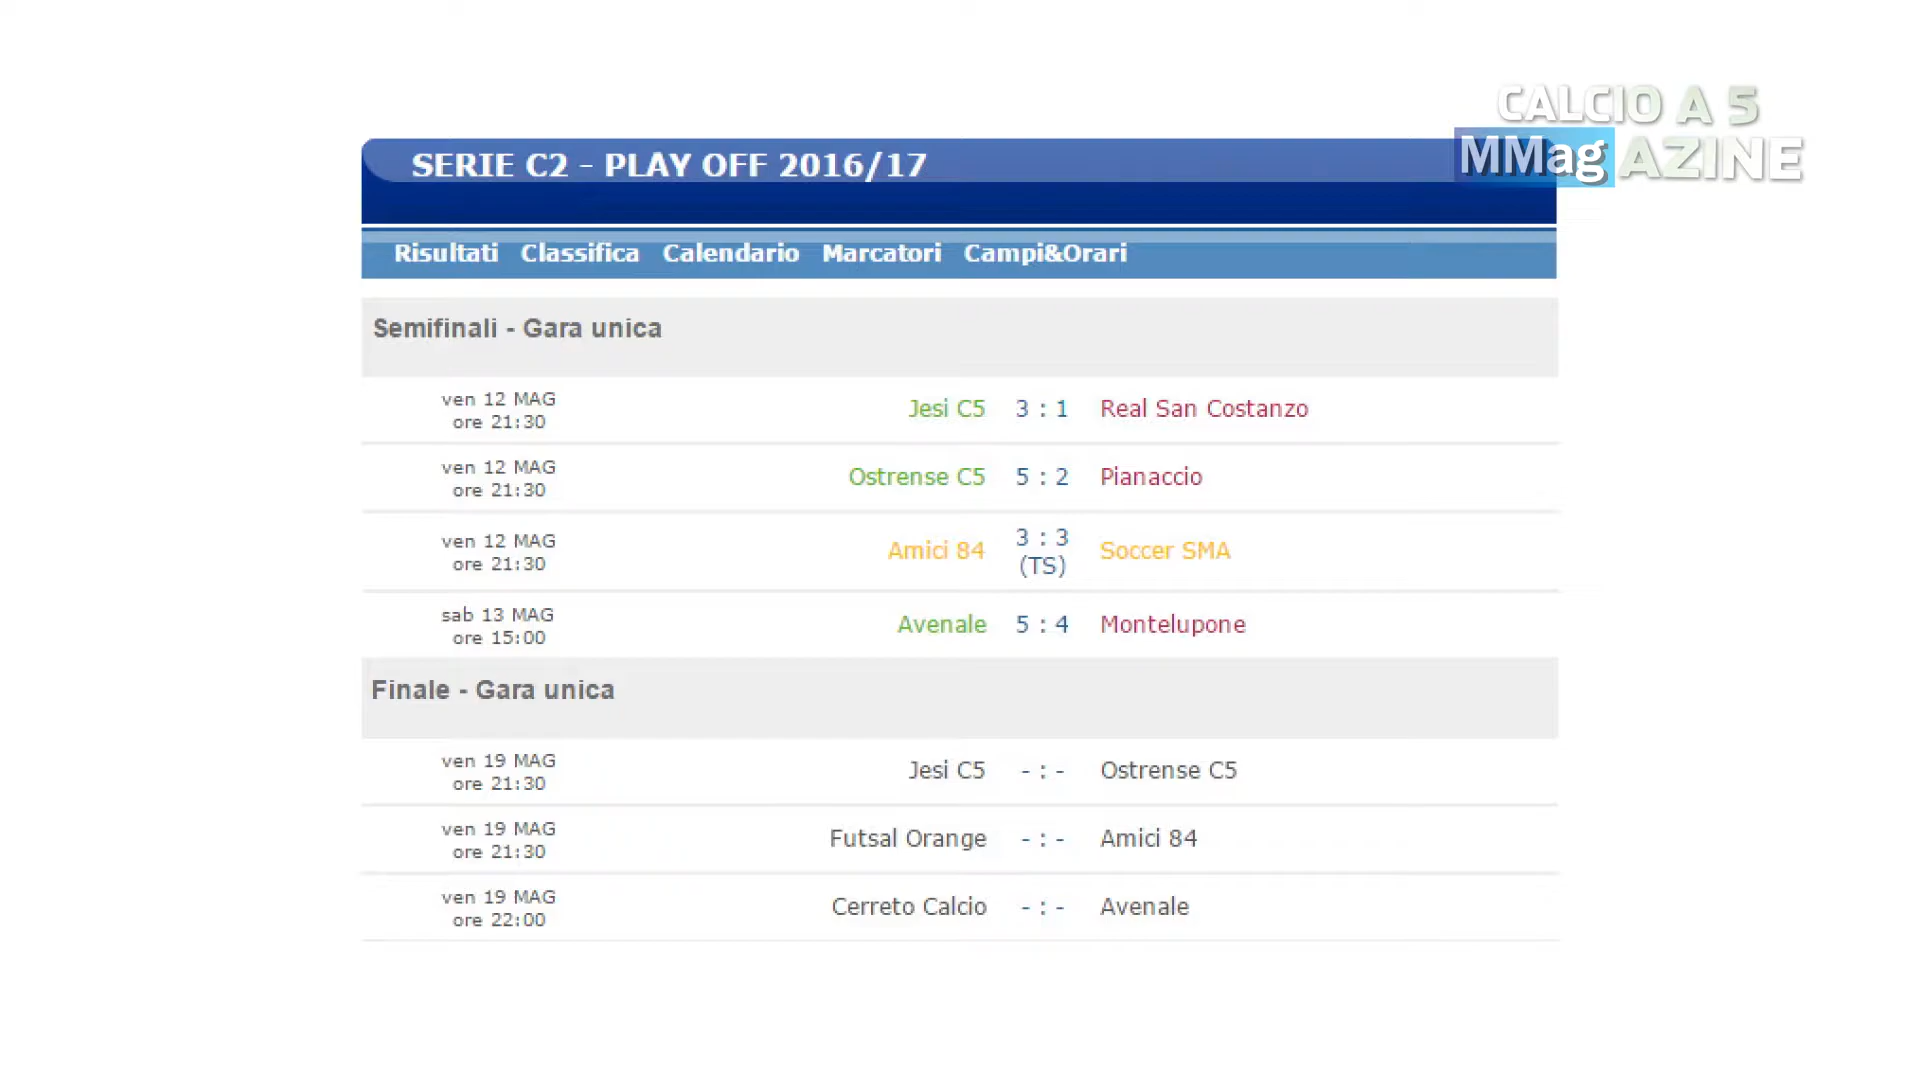 CALCIO A 5
MMagAZINE
SERIE C2 - PLAY OFF 2016/17
Risultati Classifica Calendario Marcatori Campi&Orari
Semifinali - Gara unica
ven 12 MAG
ore 21:30
Jesi C5 3 : 1 Real San Costanzo
ven 12 MAG
ore 21:30
Ostrense C5 5 : 2 Pianaccio
ven 12 MAG
ore 21:30
Amici 84 3 : 3 (TS) Soccer SMA
sab 13 MAG
ore 15:00
Avenale 5 : 4 Montelupone
Finale - Gara unica
ven 19 MAG
ore 21:30
Jesi C5 - : - Ostrense C5
ven 19 MAG
ore 21:30
Futsal Orange - : - Amici 84
ven 19 MAG
ore 22:00
Cerreto Calcio - : - Avenale